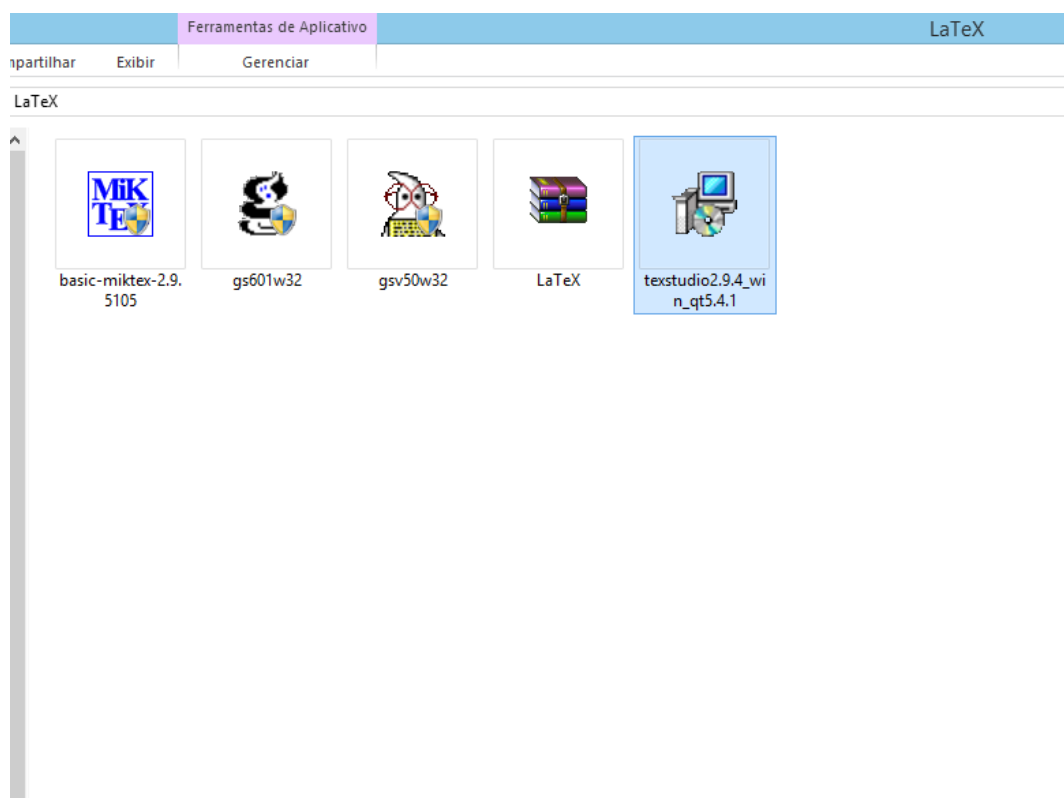 Ferramentas de Aplicativo
LaTeX
mpartilhar Exibir Gerenciar
LaTeX
MiK
TEX
basic-miktex-2.9.
5105
gs601w32
gsv50w32
LaTeX
texstudio2.9.4_wi
n_qt5.4.1